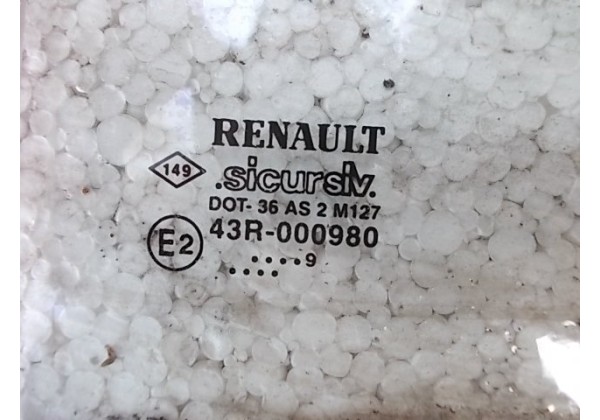 RENAULT
149
.sicursiv.
DOT- 36 AS 2 M127
E2
43R-000980
....9
....